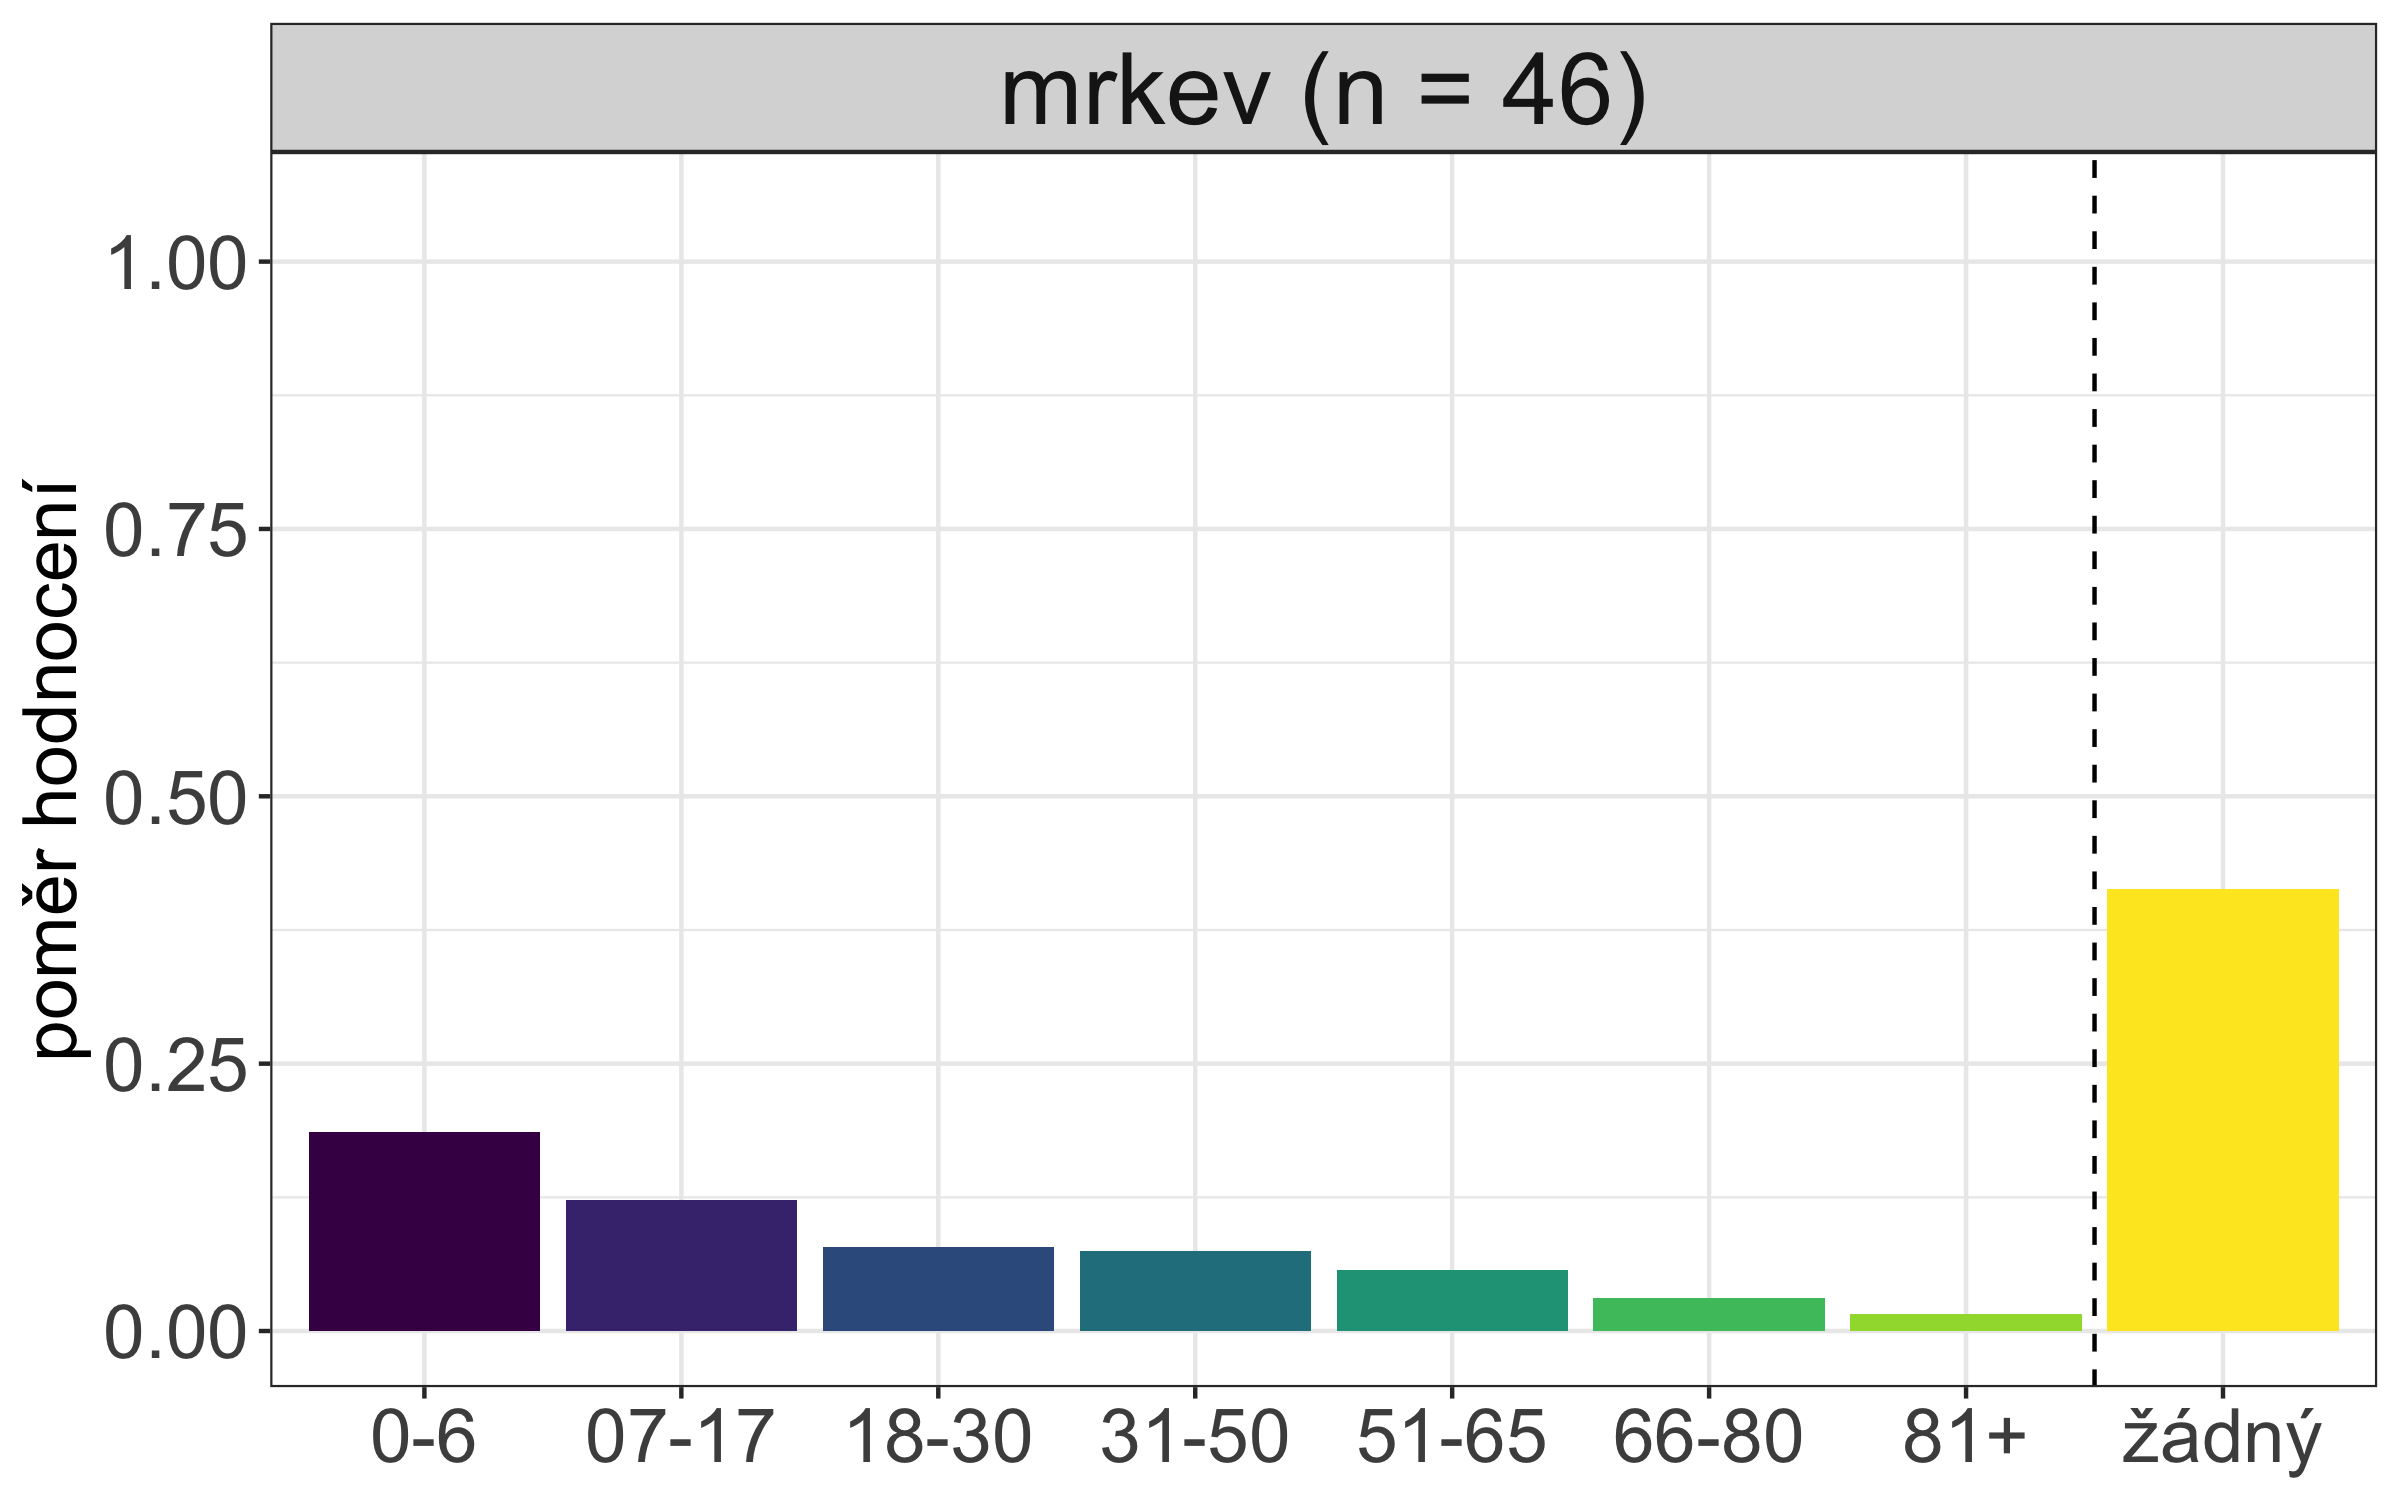 mrkev (n = 46)
poměr hodnocení
1.00
0.75
0.50
0.25
0.00
0-6 07-17 18-30 31-50 51-65 66-80 81+ žádný